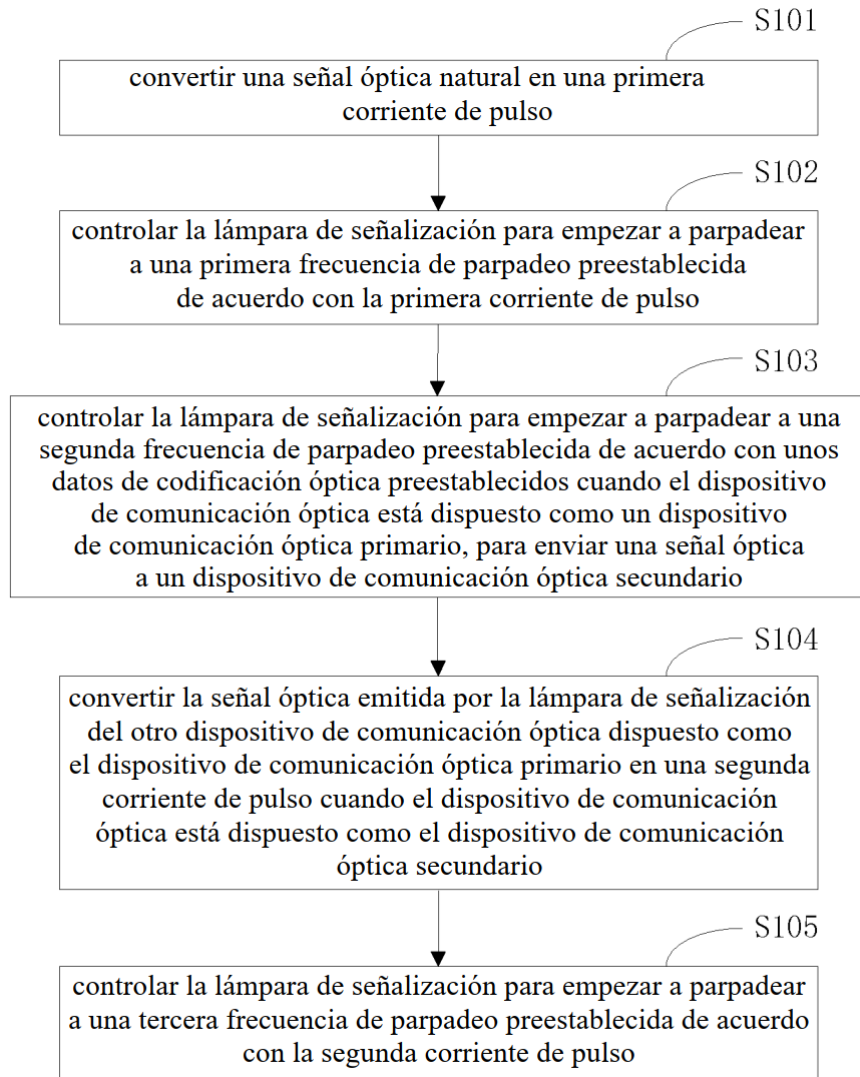 S101
convertir una señal óptica natural en una primera
corriente de pulso
S102
controlar la lámpara de señalización para empezar a parpadear
a una primera frecuencia de parpadeo preestablecida
de acuerdo con la primera corriente de pulso
S103
controlar la lámpara de señalización para empezar a parpadear a una
segunda frecuencia de parpadeo preestablecida de acuerdo con unos
datos de codificación óptica preestablecidos cuando el dispositivo
de comunicación óptica está dispuesto como un dispositivo
de comunicación óptica primario, para enviar una señal óptica
a un dispositivo de comunicación óptica secundario
S104
convertir la señal óptica emitida por la lámpara de señalización
del otro dispositivo de comunicación óptica dispuesto como
el dispositivo de comunicación óptica primario en una segunda
corriente de pulso cuando el dispositivo de comunicación
óptica está dispuesto como el dispositivo de comunicación
óptica secundario
S105
controlar la lámpara de señalización para empezar a parpadear
a una tercera frecuencia de parpadeo preestablecida de acuerdo
con la segunda corriente de pulso